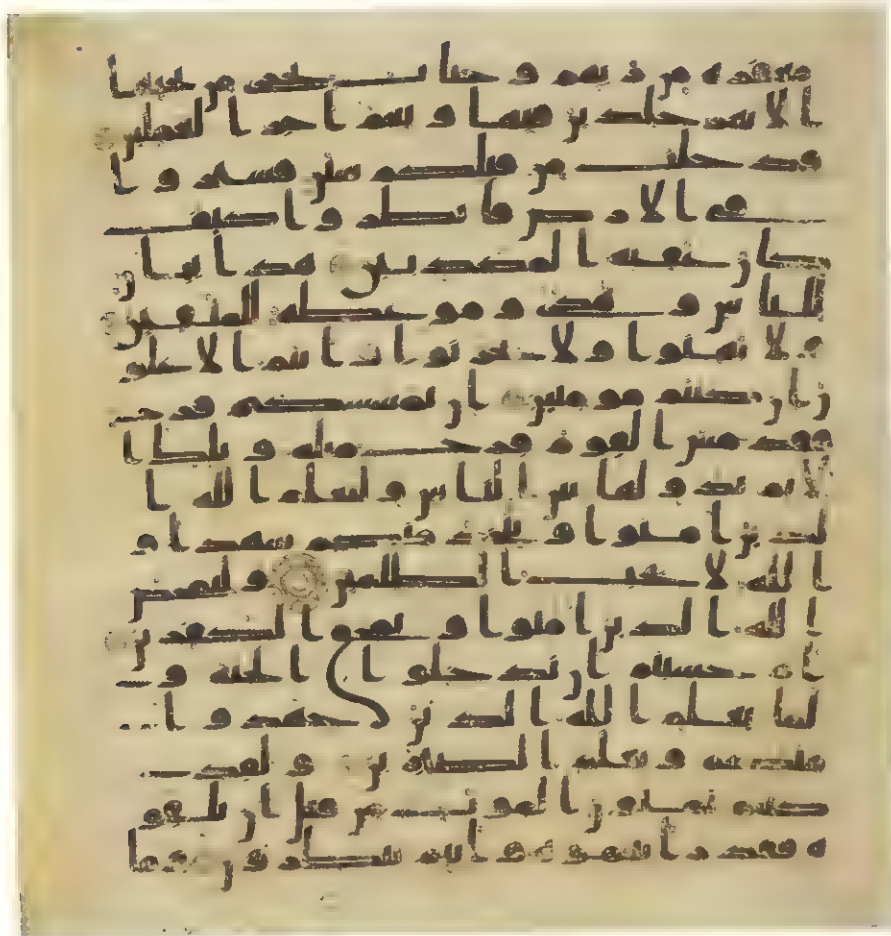 مغفرة من ربهم وجنت تجري من تحتها
الانهر خلدين فيها ونعم اجر العملين
قد خلت من قبلكم سنن فسيروا
في الارض فانظروا كيف
كان عقبة المكذبين هذا بيان
للناس وهدى وموعظة للمتقين
ولا تهنوا ولا تحزنوا وانتم الاعلو
ن ان كنتم مومنين ان يمسسكم قرح
فقد مس القوم قرح مثله وتلك ا
لايام نداولها بين الناس وليعلم الله ا
لذين امنوا ويتخذ منكم شهدا و
الله لا يحب الظلمين وليمحص
الله الذين امنوا ويمحق الكفرين
ام حسبتم ان تدخلوا الجنة و
لما يعلم الله الذين جهدوا
منكم ويعلم الصبرين ولقد
كنتم تمنون الموت من قبل ان تلقو
ه فقد رايتموه وانتم تنظرون وما